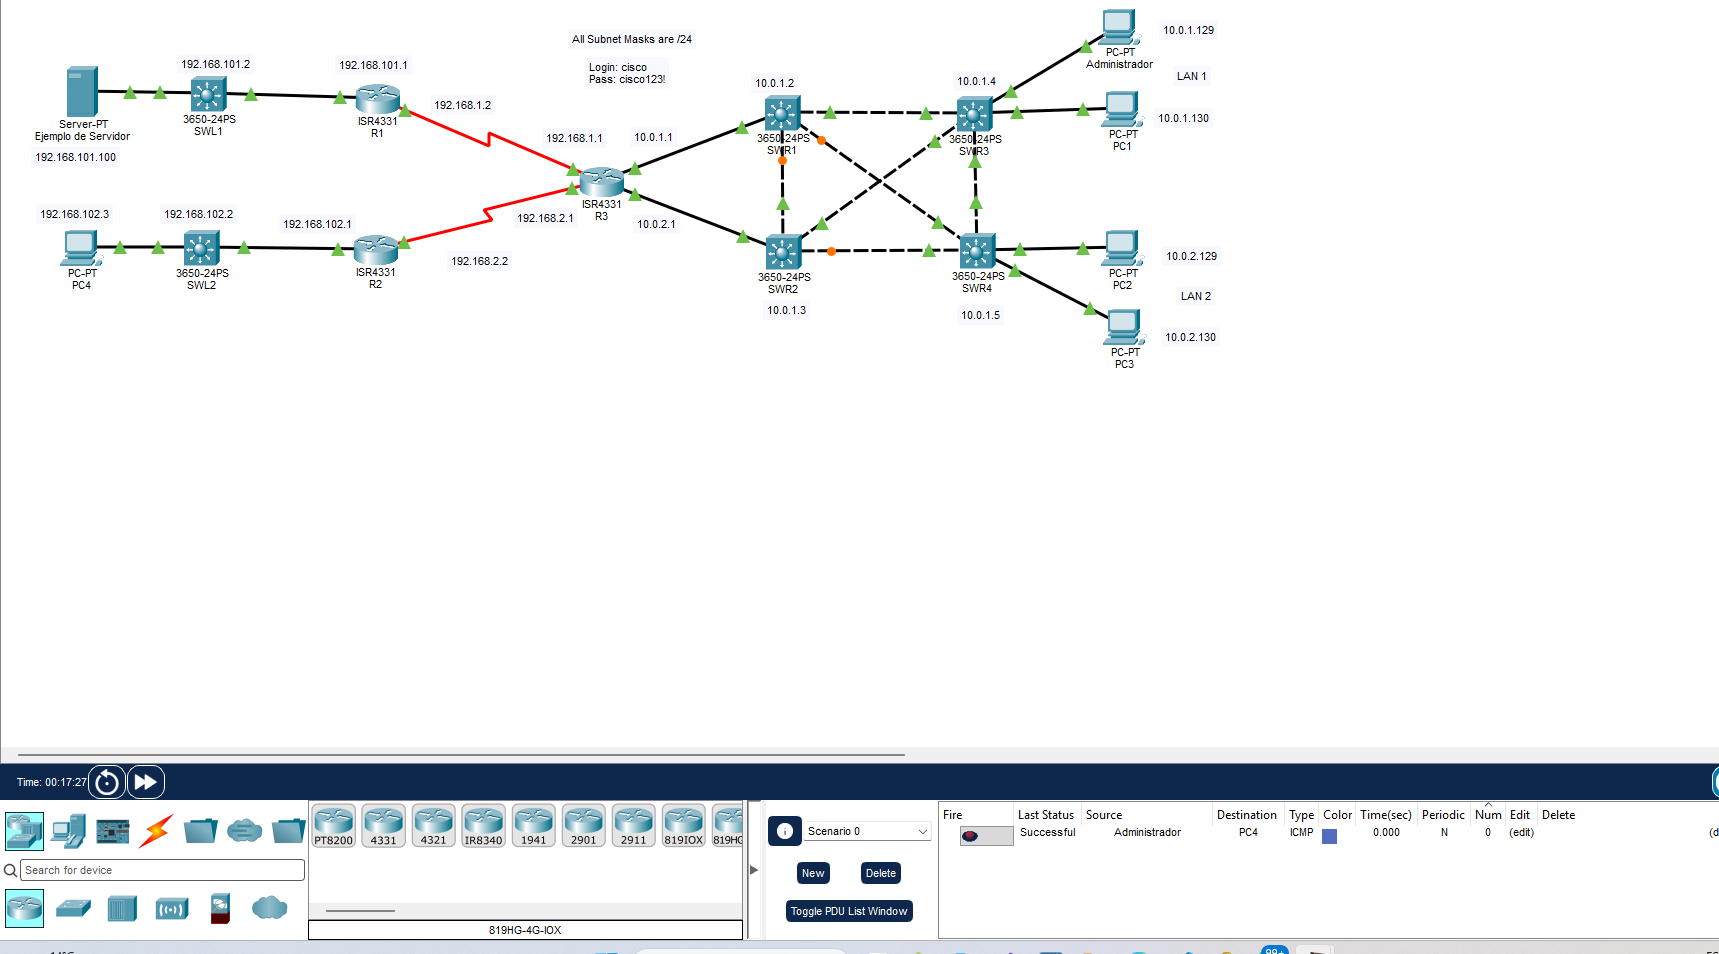 All Subnet Masks are /24
Login: cisco
Pass: cisco123!
192.168.101.2
192.168.101.1
192.168.1.2
Server-PT
Ejemplo de Servidor
192.168.101.100
3650-24PS
SWL1
ISR4331
R1
192.168.1.1
10.0.1.1
ISR4331
R3
192.168.102.3
192.168.102.2
192.168.102.1
192.168.2.1
10.0.2.1
192.168.2.2
PC-PT
PC4
3650-24PS
SWL2
ISR4331
R2
10.0.1.2
3650-24PS
SWR1
10.0.1.4
3650-24PS
SWR3
3650-24PS
SWR2
10.0.1.3
3650-24PS
SWR4
10.0.1.5
10.0.1.129
PC-PT
Administrador
LAN 1
10.0.1.130
PC-PT
PC1
10.0.2.129
PC-PT
PC2
LAN 2
10.0.2.130
PC-PT
PC3
Time: 00:17:27
PT8200
4331
4321
IR8340
1941
2901
2911
819IOX
819HG
Search for device
819HG-4G-IOX
Scenario 0
New
Delete
Toggle PDU List Window
Fire Last Status Source Destination Type Color Time(sec) Periodic Num Edit Delete
Successful Administrador PC4 ICMP 0.000 N 0 (edit) (d
99+